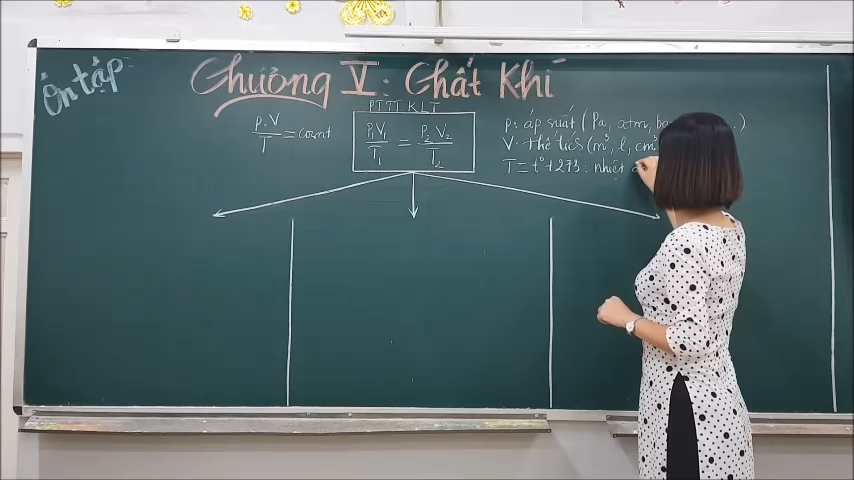 Ôn tập
Chương V: Chất Khí
PTTT KLT
P.V/T = const
P₁V₁/T₁ = P₂V₂/T₂
P: áp suất (Pa, atm, .)
V: thể tích (m³, l, cm³
T = t° + 273: nhiệt